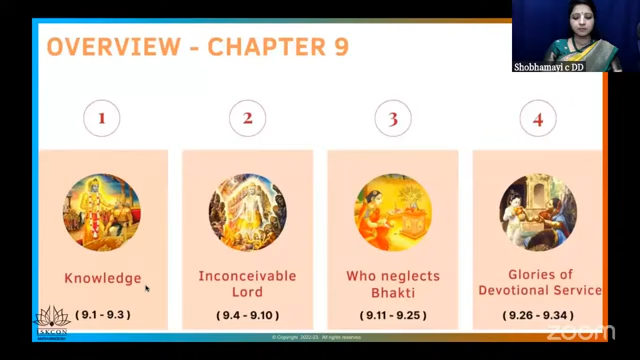 OVERVIEW - CHAPTER 9
Shobhamayi c DD
1
2
3
4
Knowledge
( 9.1 - 9.3 )
Inconceivable
Lord
( 9.4 - 9.10 )
Who neglects
Bhakti
( 9.11 - 9.25 )
Glories of
Devotional Service
( 9.26 - 9.34 )
ISKCON
© Copyright 2022-23 . All rights reserved.
zoom